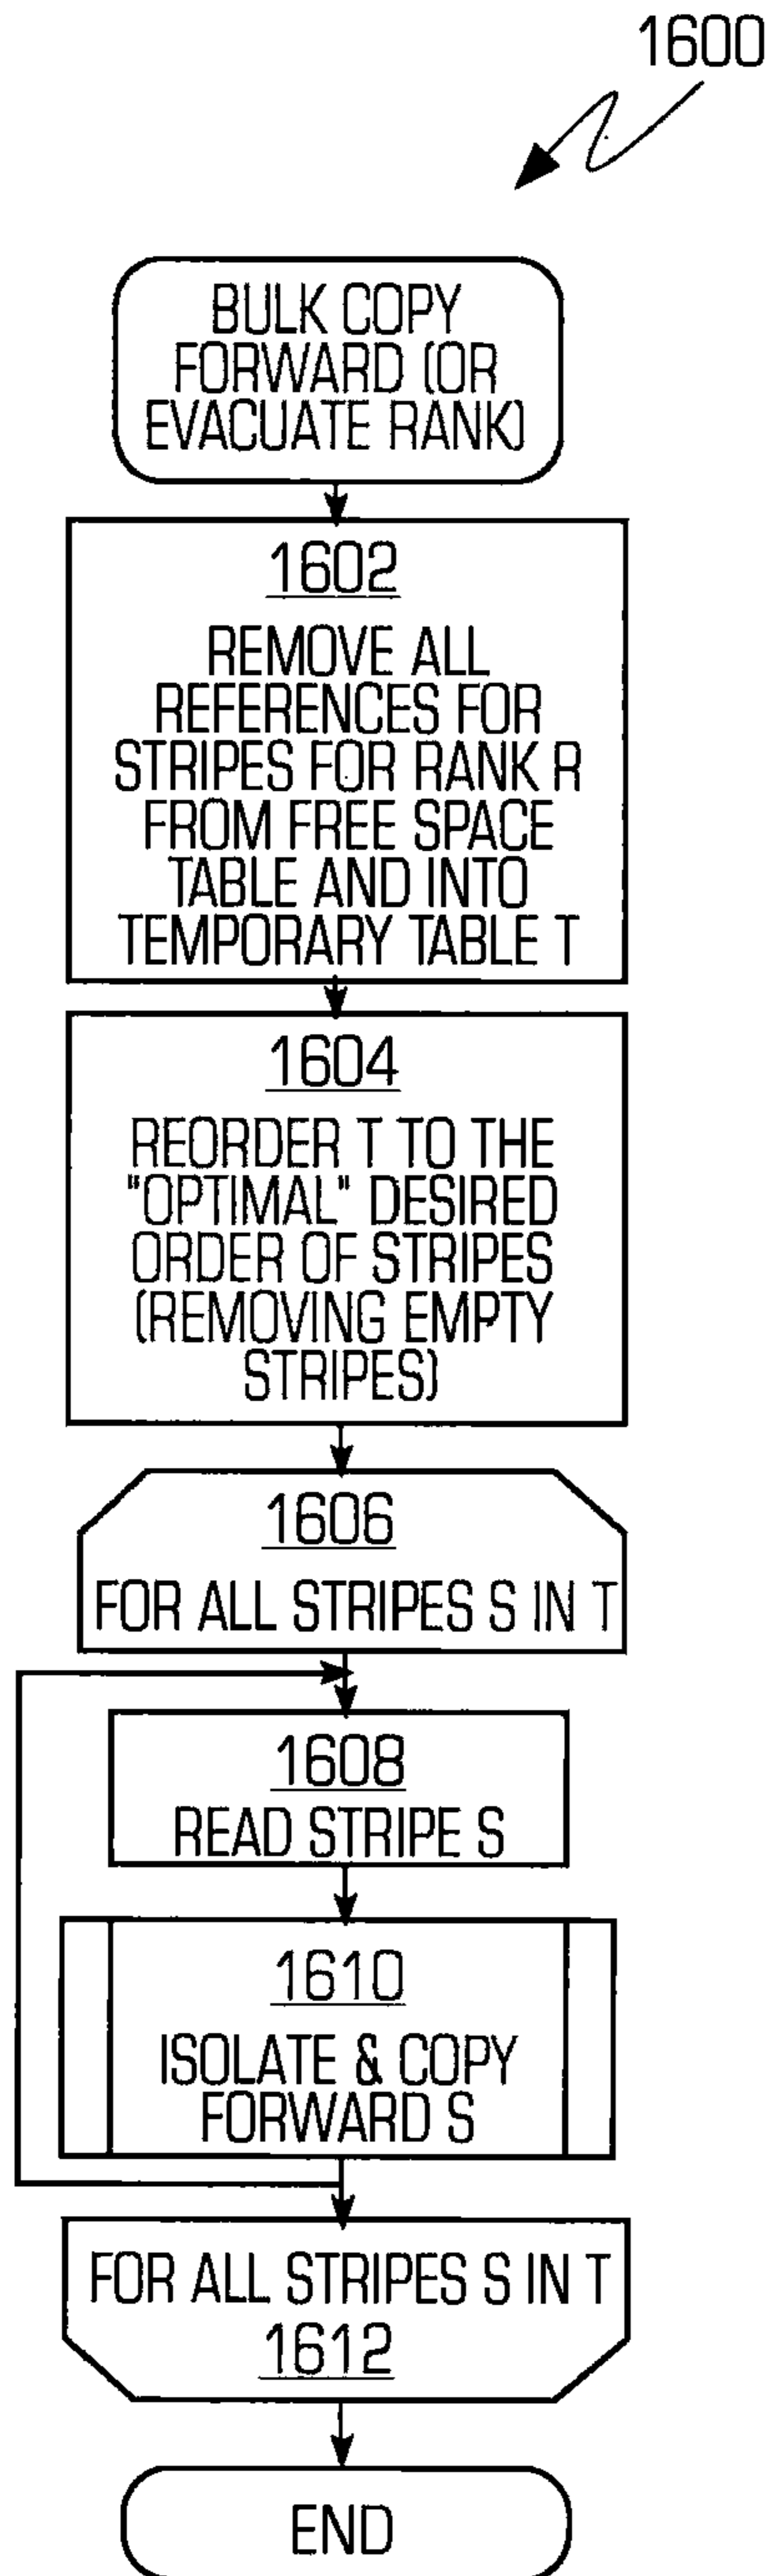 1600
BULK COPY
FORWARD (OR
EVACUATE RANK)
1602
REMOVE ALL
REFERENCES FOR
STRIPES FOR RANK R
FROM FREE SPACE
TABLE AND INTO
TEMPORARY TABLE T
1604
REORDER T TO THE
"OPTIMAL" DESIRED
ORDER OF STRIPES
(REMOVING EMPTY
STRIPES)
1606
FOR ALL STRIPES S IN T
1608
READ STRIPE S
1610
ISOLATE & COPY
FORWARD S
FOR ALL STRIPES S IN T
1612
END